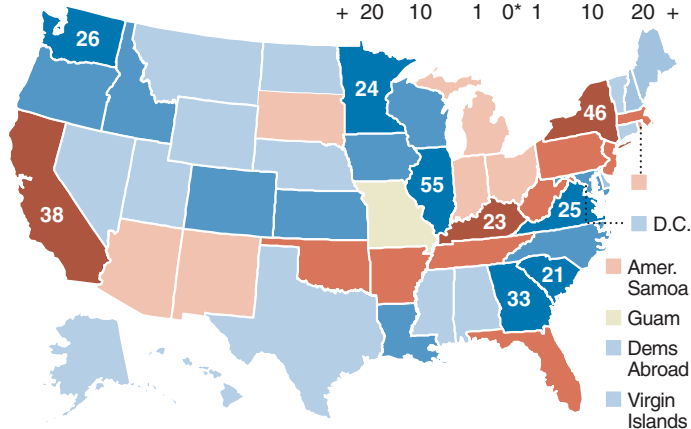 + 20 10 1 0* 1 10 20 +
26
24
46
55
38
23
25
D.C.
21
33
Amer.
Samoa
Guam
Dems
Abroad
Virgin
Islands